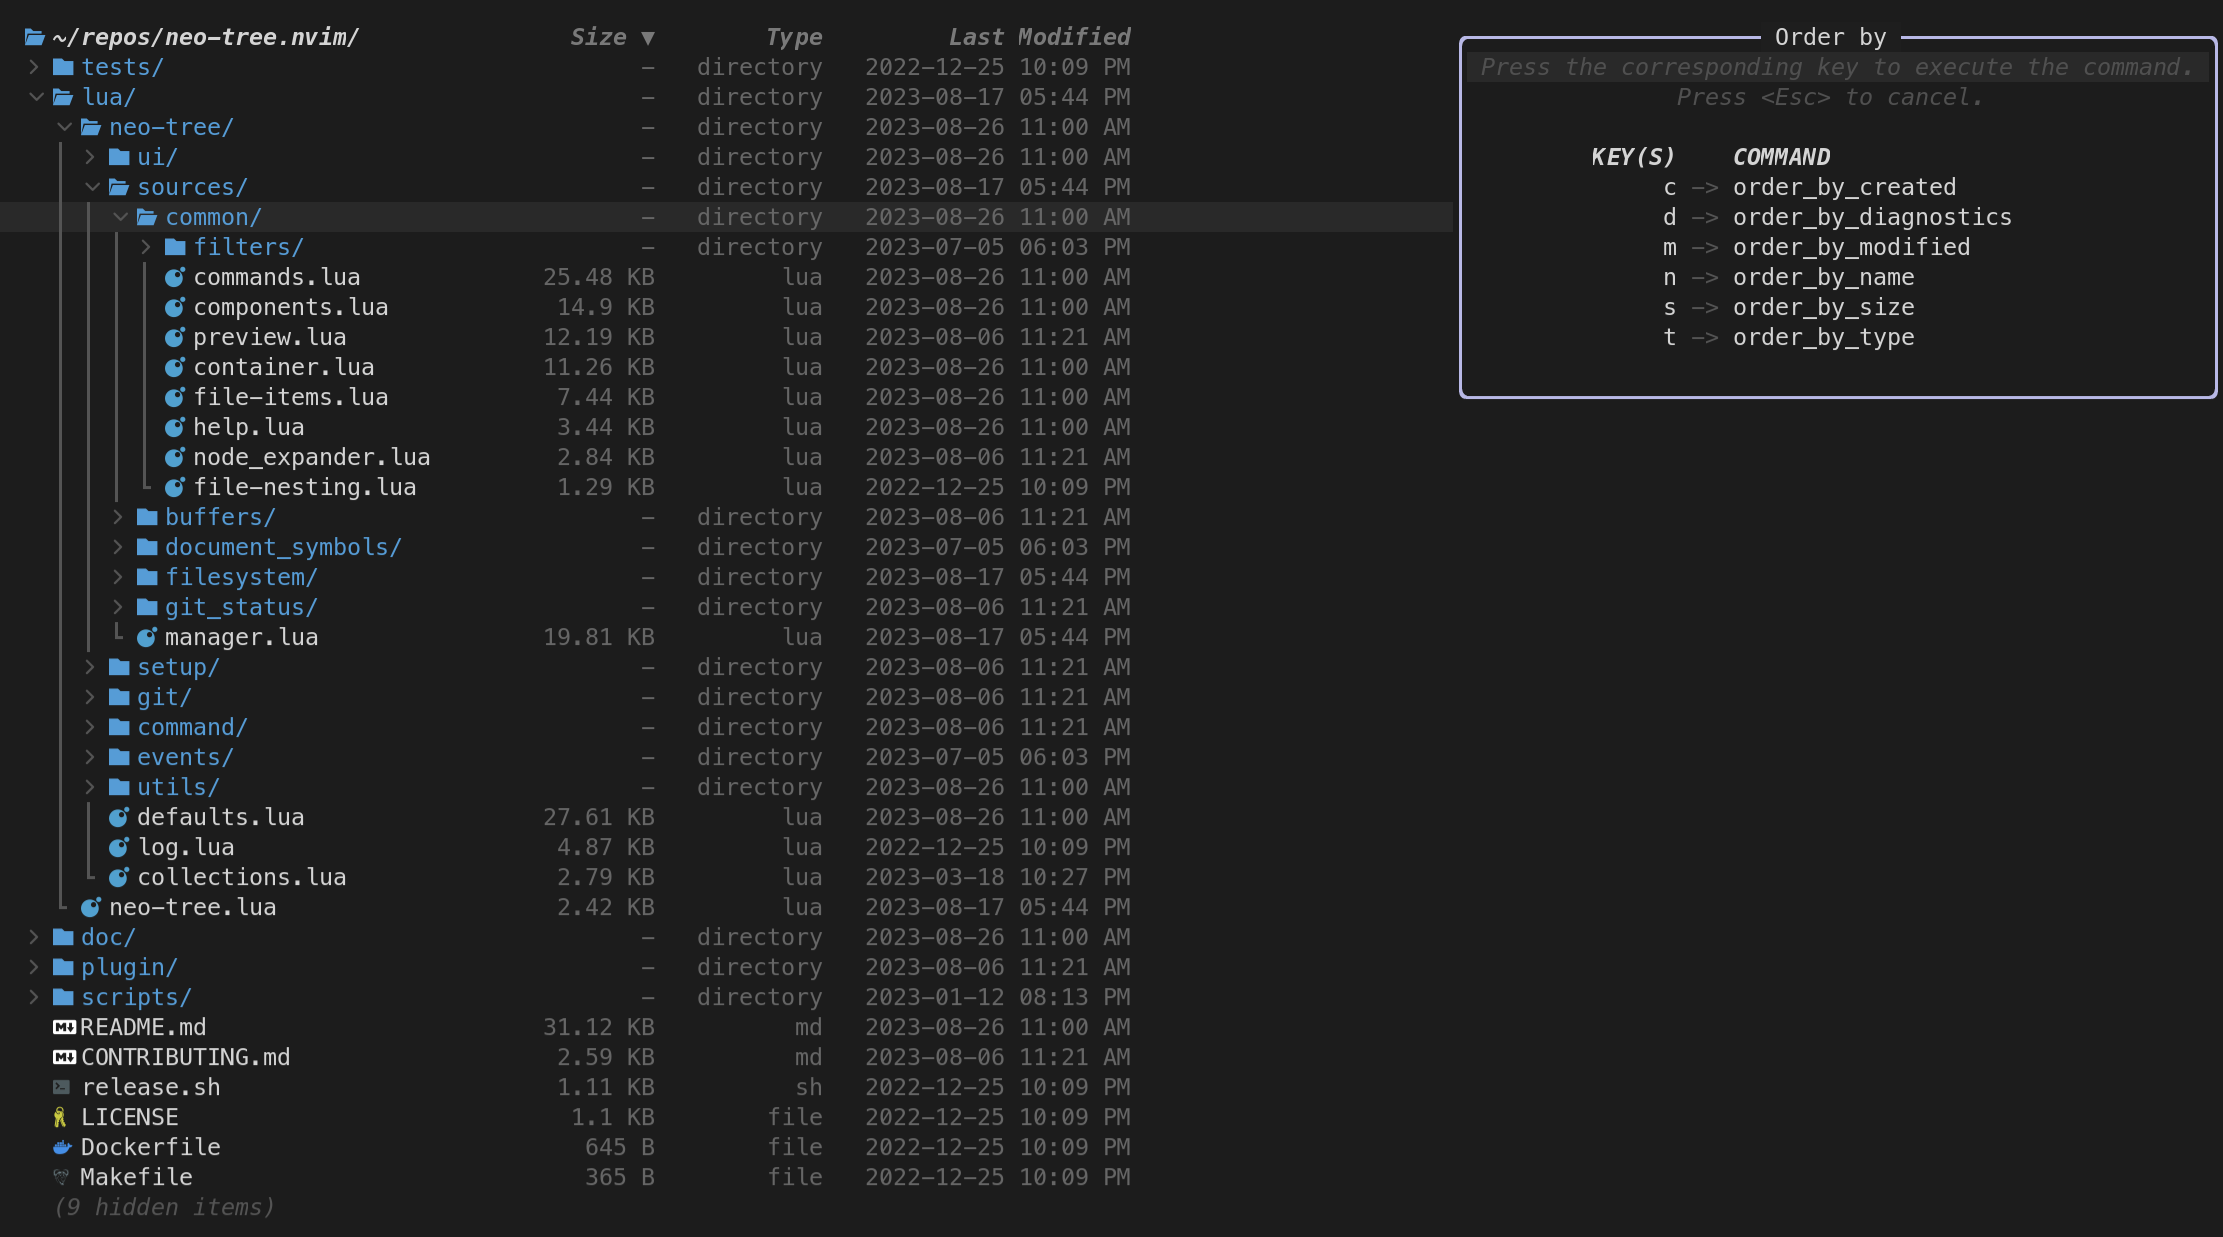 ~/repos/neo-tree.nvim/ Size ▼ Type Last Modified
tests/ - directory 2022-12-25 10:09 PM
lua/ - directory 2023-08-17 05:44 PM
neo-tree/ - directory 2023-08-26 11:00 AM
ui/ - directory 2023-08-26 11:00 AM
sources/ - directory 2023-08-17 05:44 PM
common/ - directory 2023-08-26 11:00 AM
filters/ - directory 2023-07-05 06:03 PM
commands.lua 25.48 KB lua 2023-08-26 11:00 AM
components.lua 14.9 KB lua 2023-08-26 11:00 AM
preview.lua 12.19 KB lua 2023-08-06 11:21 AM
container.lua 11.26 KB lua 2023-08-26 11:00 AM
file-items.lua 7.44 KB lua 2023-08-26 11:00 AM
help.lua 3.44 KB lua 2023-08-26 11:00 AM
node_expander.lua 2.84 KB lua 2023-08-06 11:21 AM
file-nesting.lua 1.29 KB lua 2022-12-25 10:09 PM
buffers/ - directory 2023-08-06 11:21 AM
document_symbols/ - directory 2023-07-05 06:03 PM
filesystem/ - directory 2023-08-17 05:44 PM
git_status/ - directory 2023-08-06 11:21 AM
manager.lua 19.81 KB lua 2023-08-17 05:44 PM
setup/ - directory 2023-08-06 11:21 AM
git/ - directory 2023-08-06 11:21 AM
command/ - directory 2023-08-06 11:21 AM
events/ - directory 2023-07-05 06:03 PM
utils/ - directory 2023-08-26 11:00 AM
defaults.lua 27.61 KB lua 2023-08-26 11:00 AM
log.lua 4.87 KB lua 2022-12-25 10:09 PM
collections.lua 2.79 KB lua 2023-03-18 10:27 PM
neo-tree.lua 2.42 KB lua 2023-08-17 05:44 PM
doc/ - directory 2023-08-26 11:00 AM
plugin/ - directory 2023-08-06 11:21 AM
scripts/ - directory 2023-01-12 08:13 PM
README.md 31.12 KB md 2023-08-26 11:00 AM
CONTRIBUTING.md 2.59 KB md 2023-08-06 11:21 AM
release.sh 1.11 KB sh 2022-12-25 10:09 PM
LICENSE 1.1 KB file 2022-12-25 10:09 PM
Dockerfile 645 B file 2022-12-25 10:09 PM
Makefile 365 B file 2022-12-25 10:09 PM
(9 hidden items)
Order by
Press the corresponding key to execute the command.
Press <Esc> to cancel.
KEY(S) COMMAND
c -> order_by_created
d -> order_by_diagnostics
m -> order_by_modified
n -> order_by_name
s -> order_by_size
t -> order_by_type